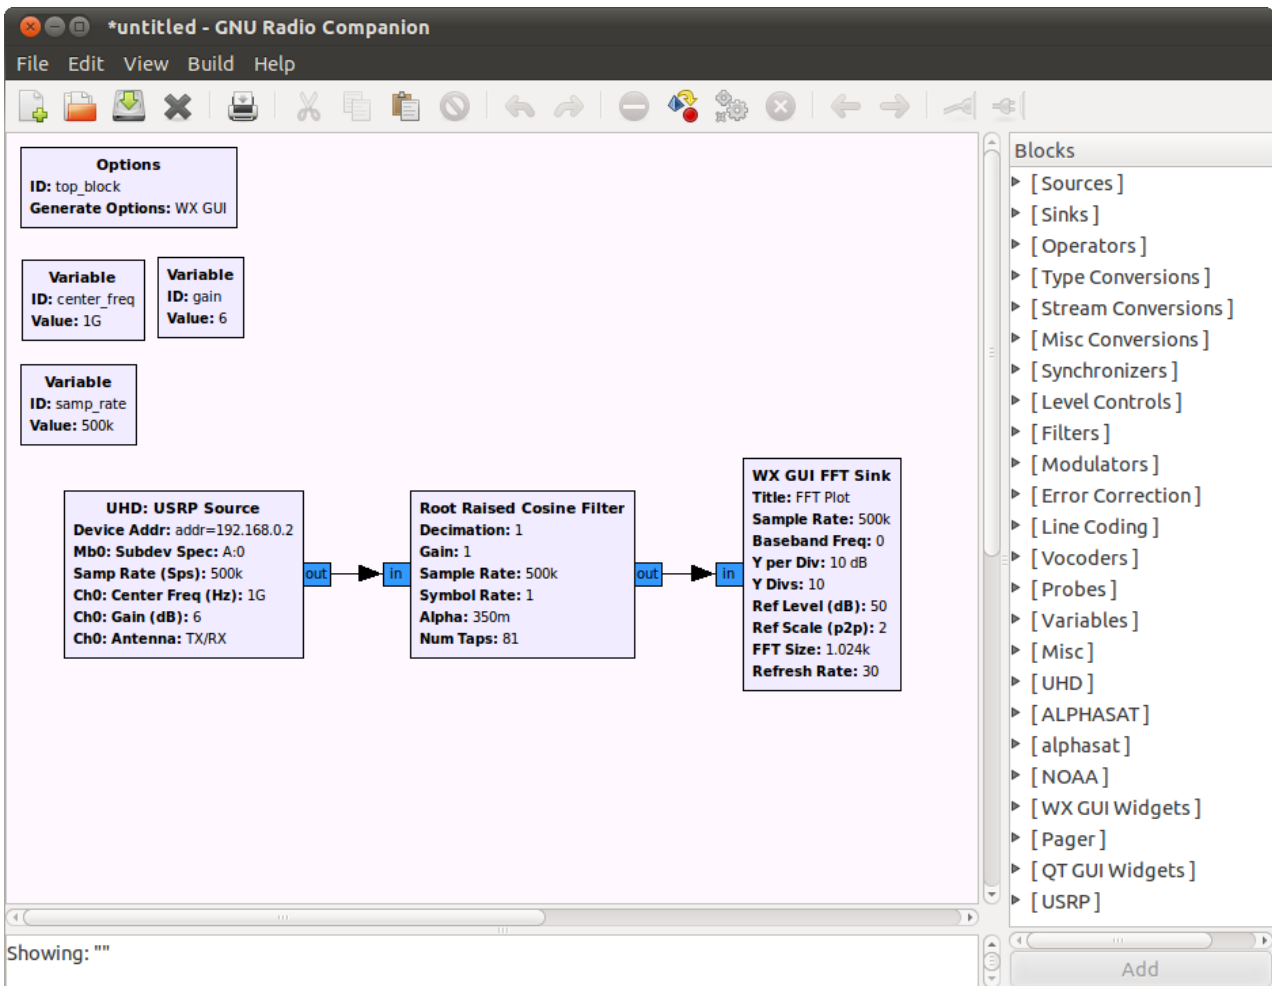 *untitled - GNU Radio Companion
File Edit View Build Help
Options
ID: top_block
Generate Options: WX GUI
Variable
ID: center_freq
Value: 1G
Variable
ID: gain
Value: 6
Variable
ID: samp_rate
Value: 500k
UHD: USRP Source
Device Addr: addr=192.168.0.2
Mb0: Subdev Spec: A:0
Samp Rate (Sps): 500k
Ch0: Center Freq (Hz): 1G
Ch0: Gain (dB): 6
Ch0: Antenna: TX/RX
out
in
Root Raised Cosine Filter
Decimation: 1
Gain: 1
Sample Rate: 500k
Symbol Rate: 1
Alpha: 350m
Num Taps: 81
out
in
WX GUI FFT Sink
Title: FFT Plot
Sample Rate: 500k
Baseband Freq: 0
Y per Div: 10 dB
Y Divs: 10
Ref Level (dB): 50
Ref Scale (p2p): 2
FFT Size: 1.024k
Refresh Rate: 30
Blocks
[ Sources ]
[ Sinks ]
[ Operators ]
[ Type Conversions ]
[ Stream Conversions ]
[ Misc Conversions ]
[ Synchronizers ]
[ Level Controls ]
[ Filters ]
[ Modulators ]
[ Error Correction ]
[ Line Coding ]
[ Vocoders ]
[ Probes ]
[ Variables ]
[ Misc ]
[ UHD ]
[ ALPHASAT ]
[ alphasat ]
[ NOAA ]
[ WX GUI Widgets ]
[ Pager ]
[ QT GUI Widgets ]
[ USRP ]
Showing: ""
Add